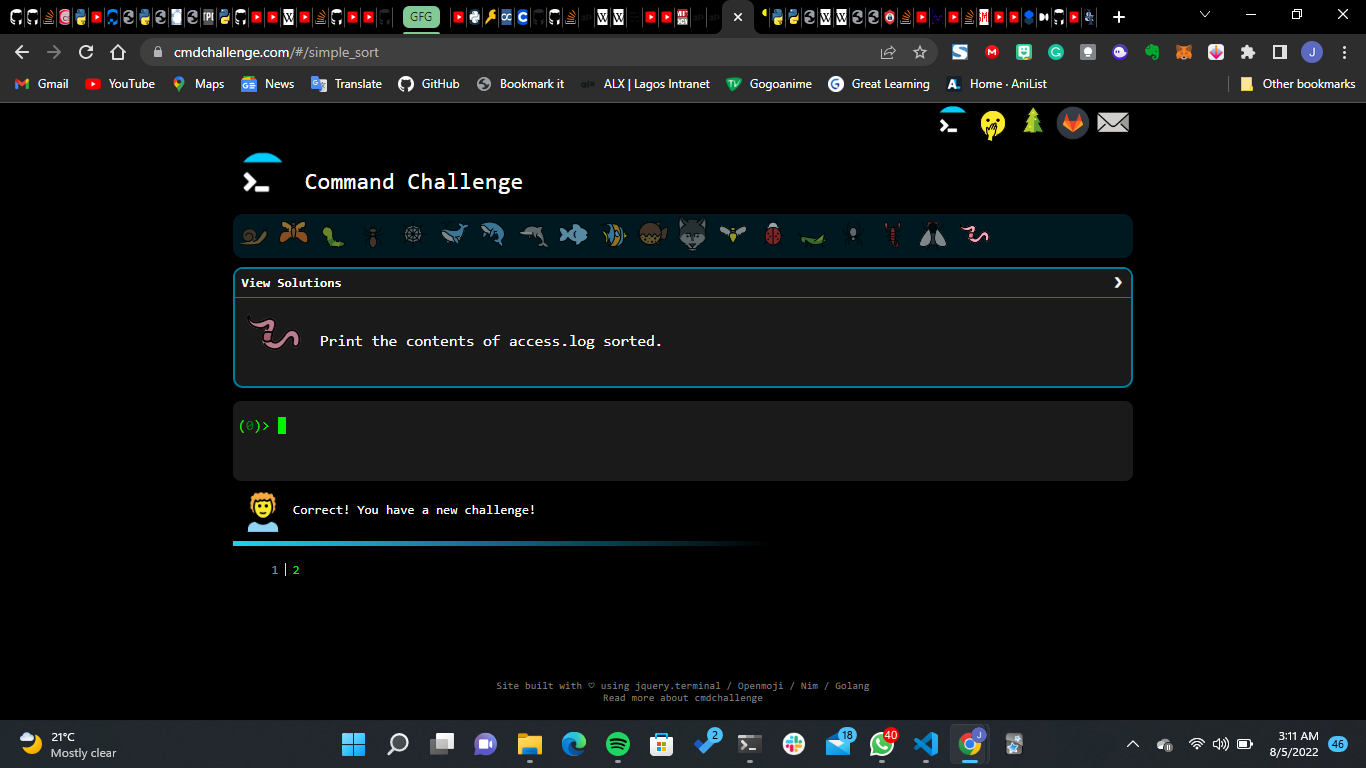 GFG
cmdchallenge.com/#/simple_sort
J
Gmail YouTube Maps News Translate GitHub Bookmark it ALX | Lagos Intranet Gogoanime Great Learning Home · AniList Other bookmarks
Command Challenge
View Solutions
Print the contents of access.log sorted.
(0)>
Correct! You have a new challenge!
1 | 2
Site built with ♡ using jquery.terminal / Openmoji / Nim / Golang
Read more about cmdchallenge
21°C
Mostly clear
2
18
40
J
3:11 AM
8/5/2022
46